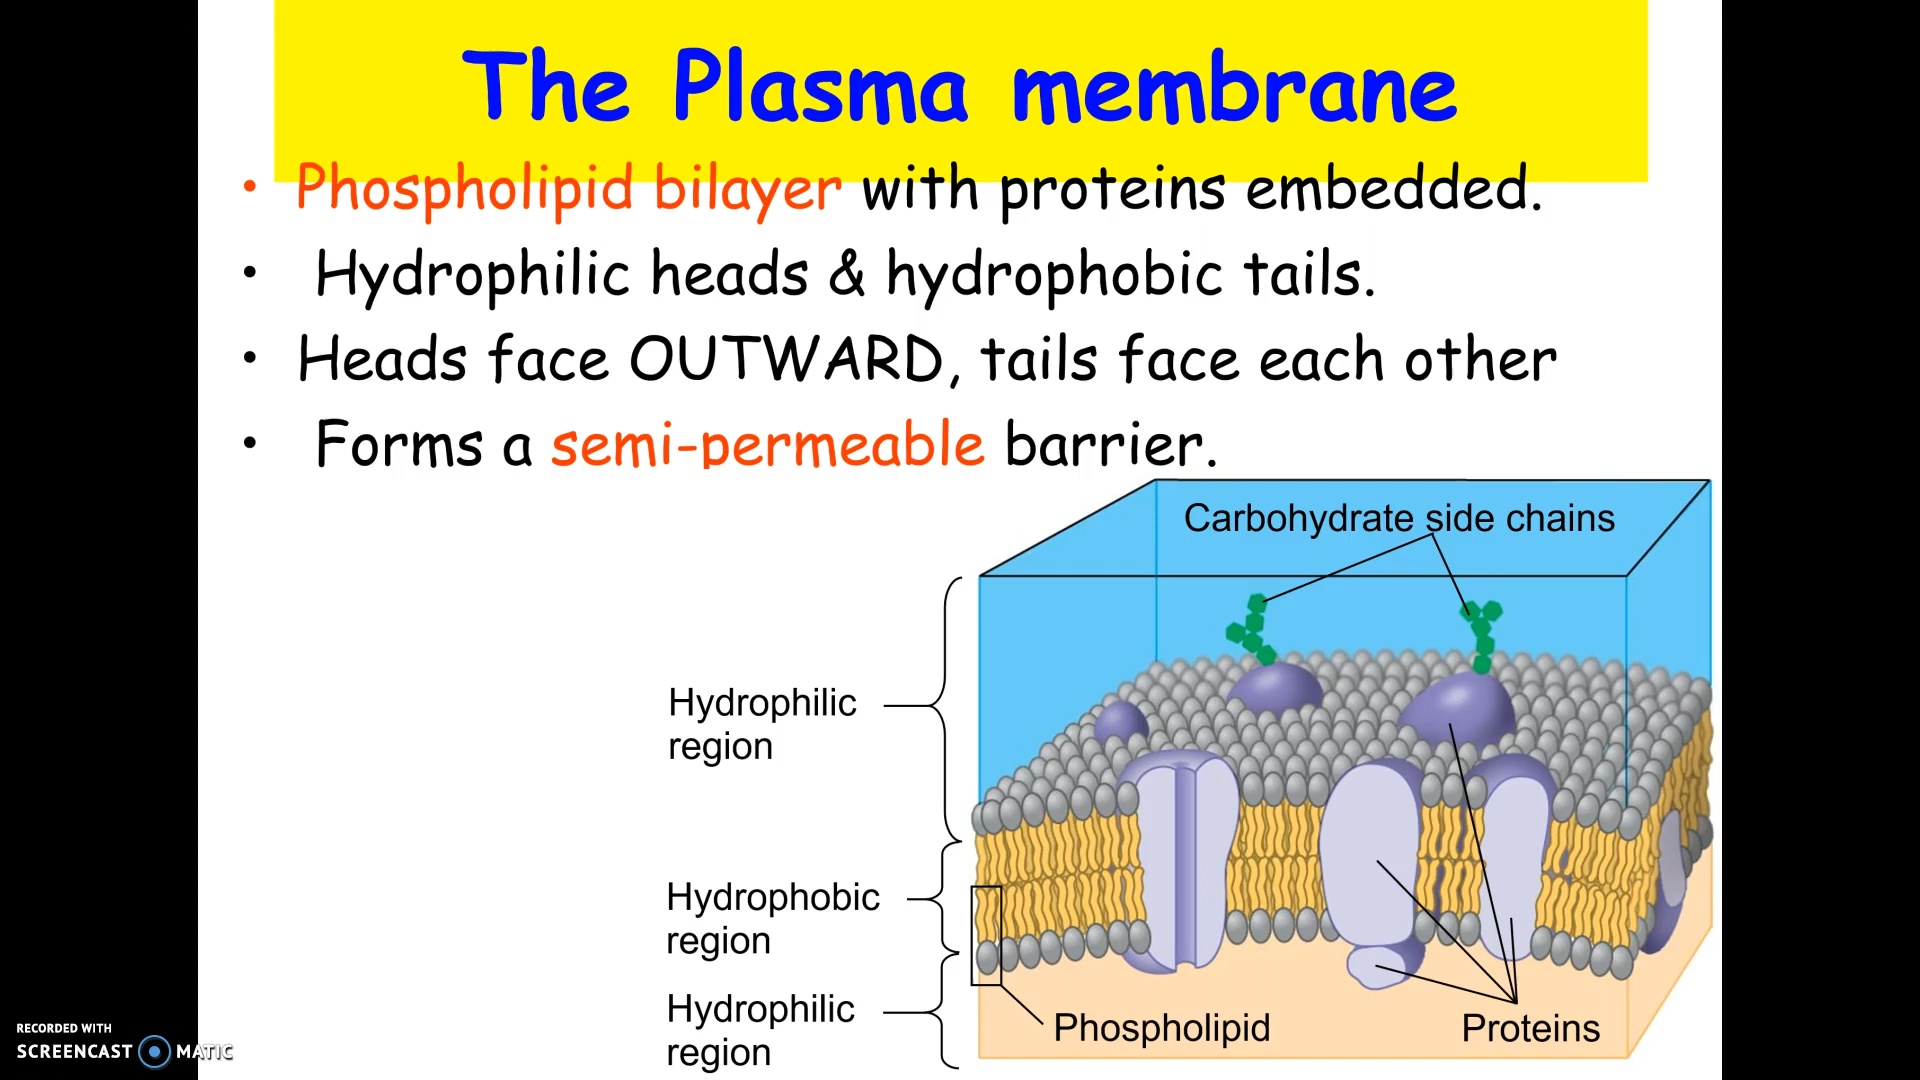 The Plasma membrane
• Phospholipid bilayer with proteins embedded.
• Hydrophilic heads & hydrophobic tails.
• Heads face OUTWARD, tails face each other
• Forms a semi-permeable barrier.
Carbohydrate side chains
Hydrophilic
region
Hydrophobic
region
Hydrophilic
region
Phospholipid
Proteins
RECORDED WITH
SCREENCAST MATIC